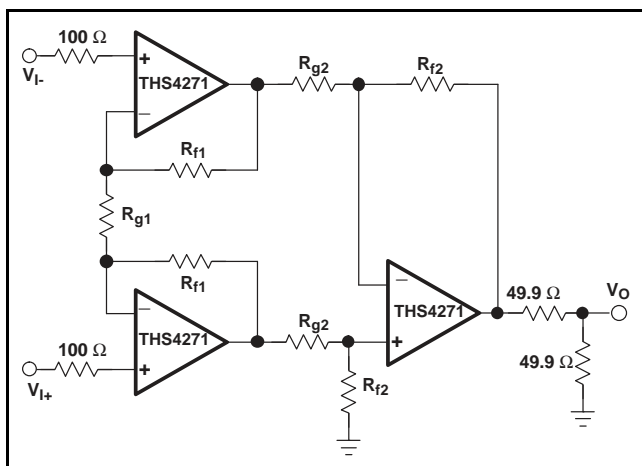 100 Ω
V_I-
+
THS4271
−
R_g2
R_f2
R_f1
R_g1
R_f1
−
THS4271
+
100 Ω
V_I+
R_g2
R_f2
−
THS4271
+
49.9 Ω
V_O
49.9 Ω